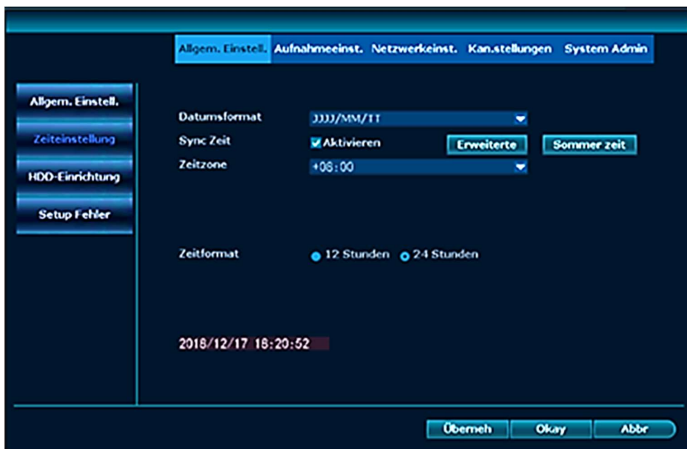 Allgem. Einstell. Aufnahmeeinst. Netzwerkeinst. Kan.stellungen System Admin
Allgem. Einstell.
Zeiteinstellung
HDD-Einrichtung
Setup Fehler
Datumsformat JJJJ/MM/TT
Sync Zeit Aktivieren Erweiterte Sommer zeit
Zeitzone +08:00
Zeitformat 12 Stunden 24 Stunden
2018/12/17 18:20:52
Überneh Okay Abbr